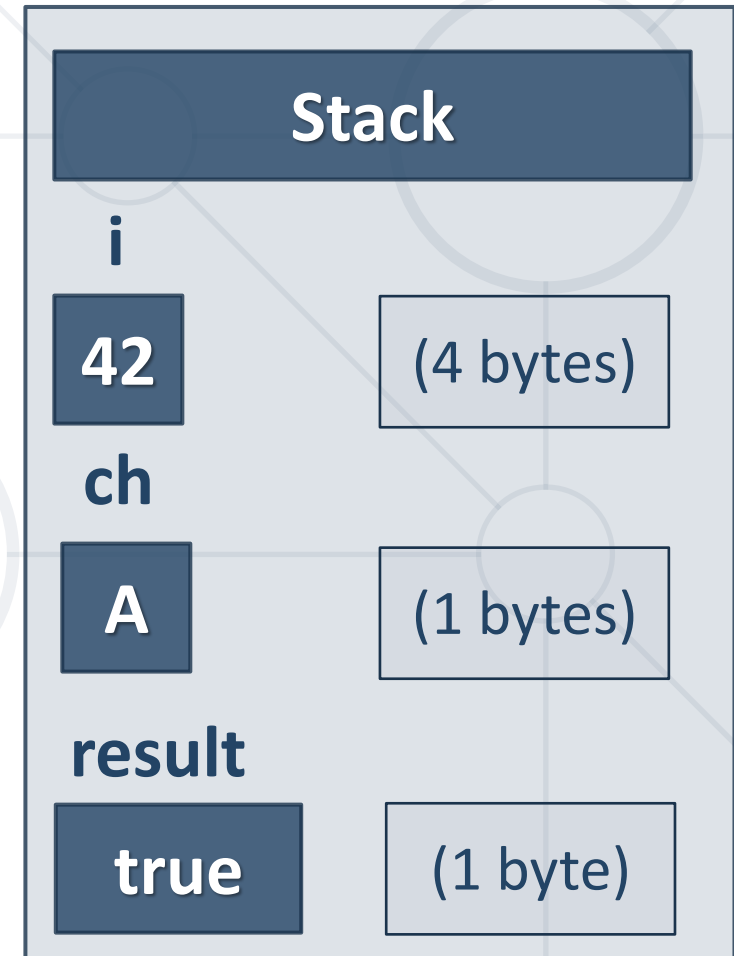 Stack
i
42 (4 bytes)
ch
A (1 bytes)
result
true (1 byte)